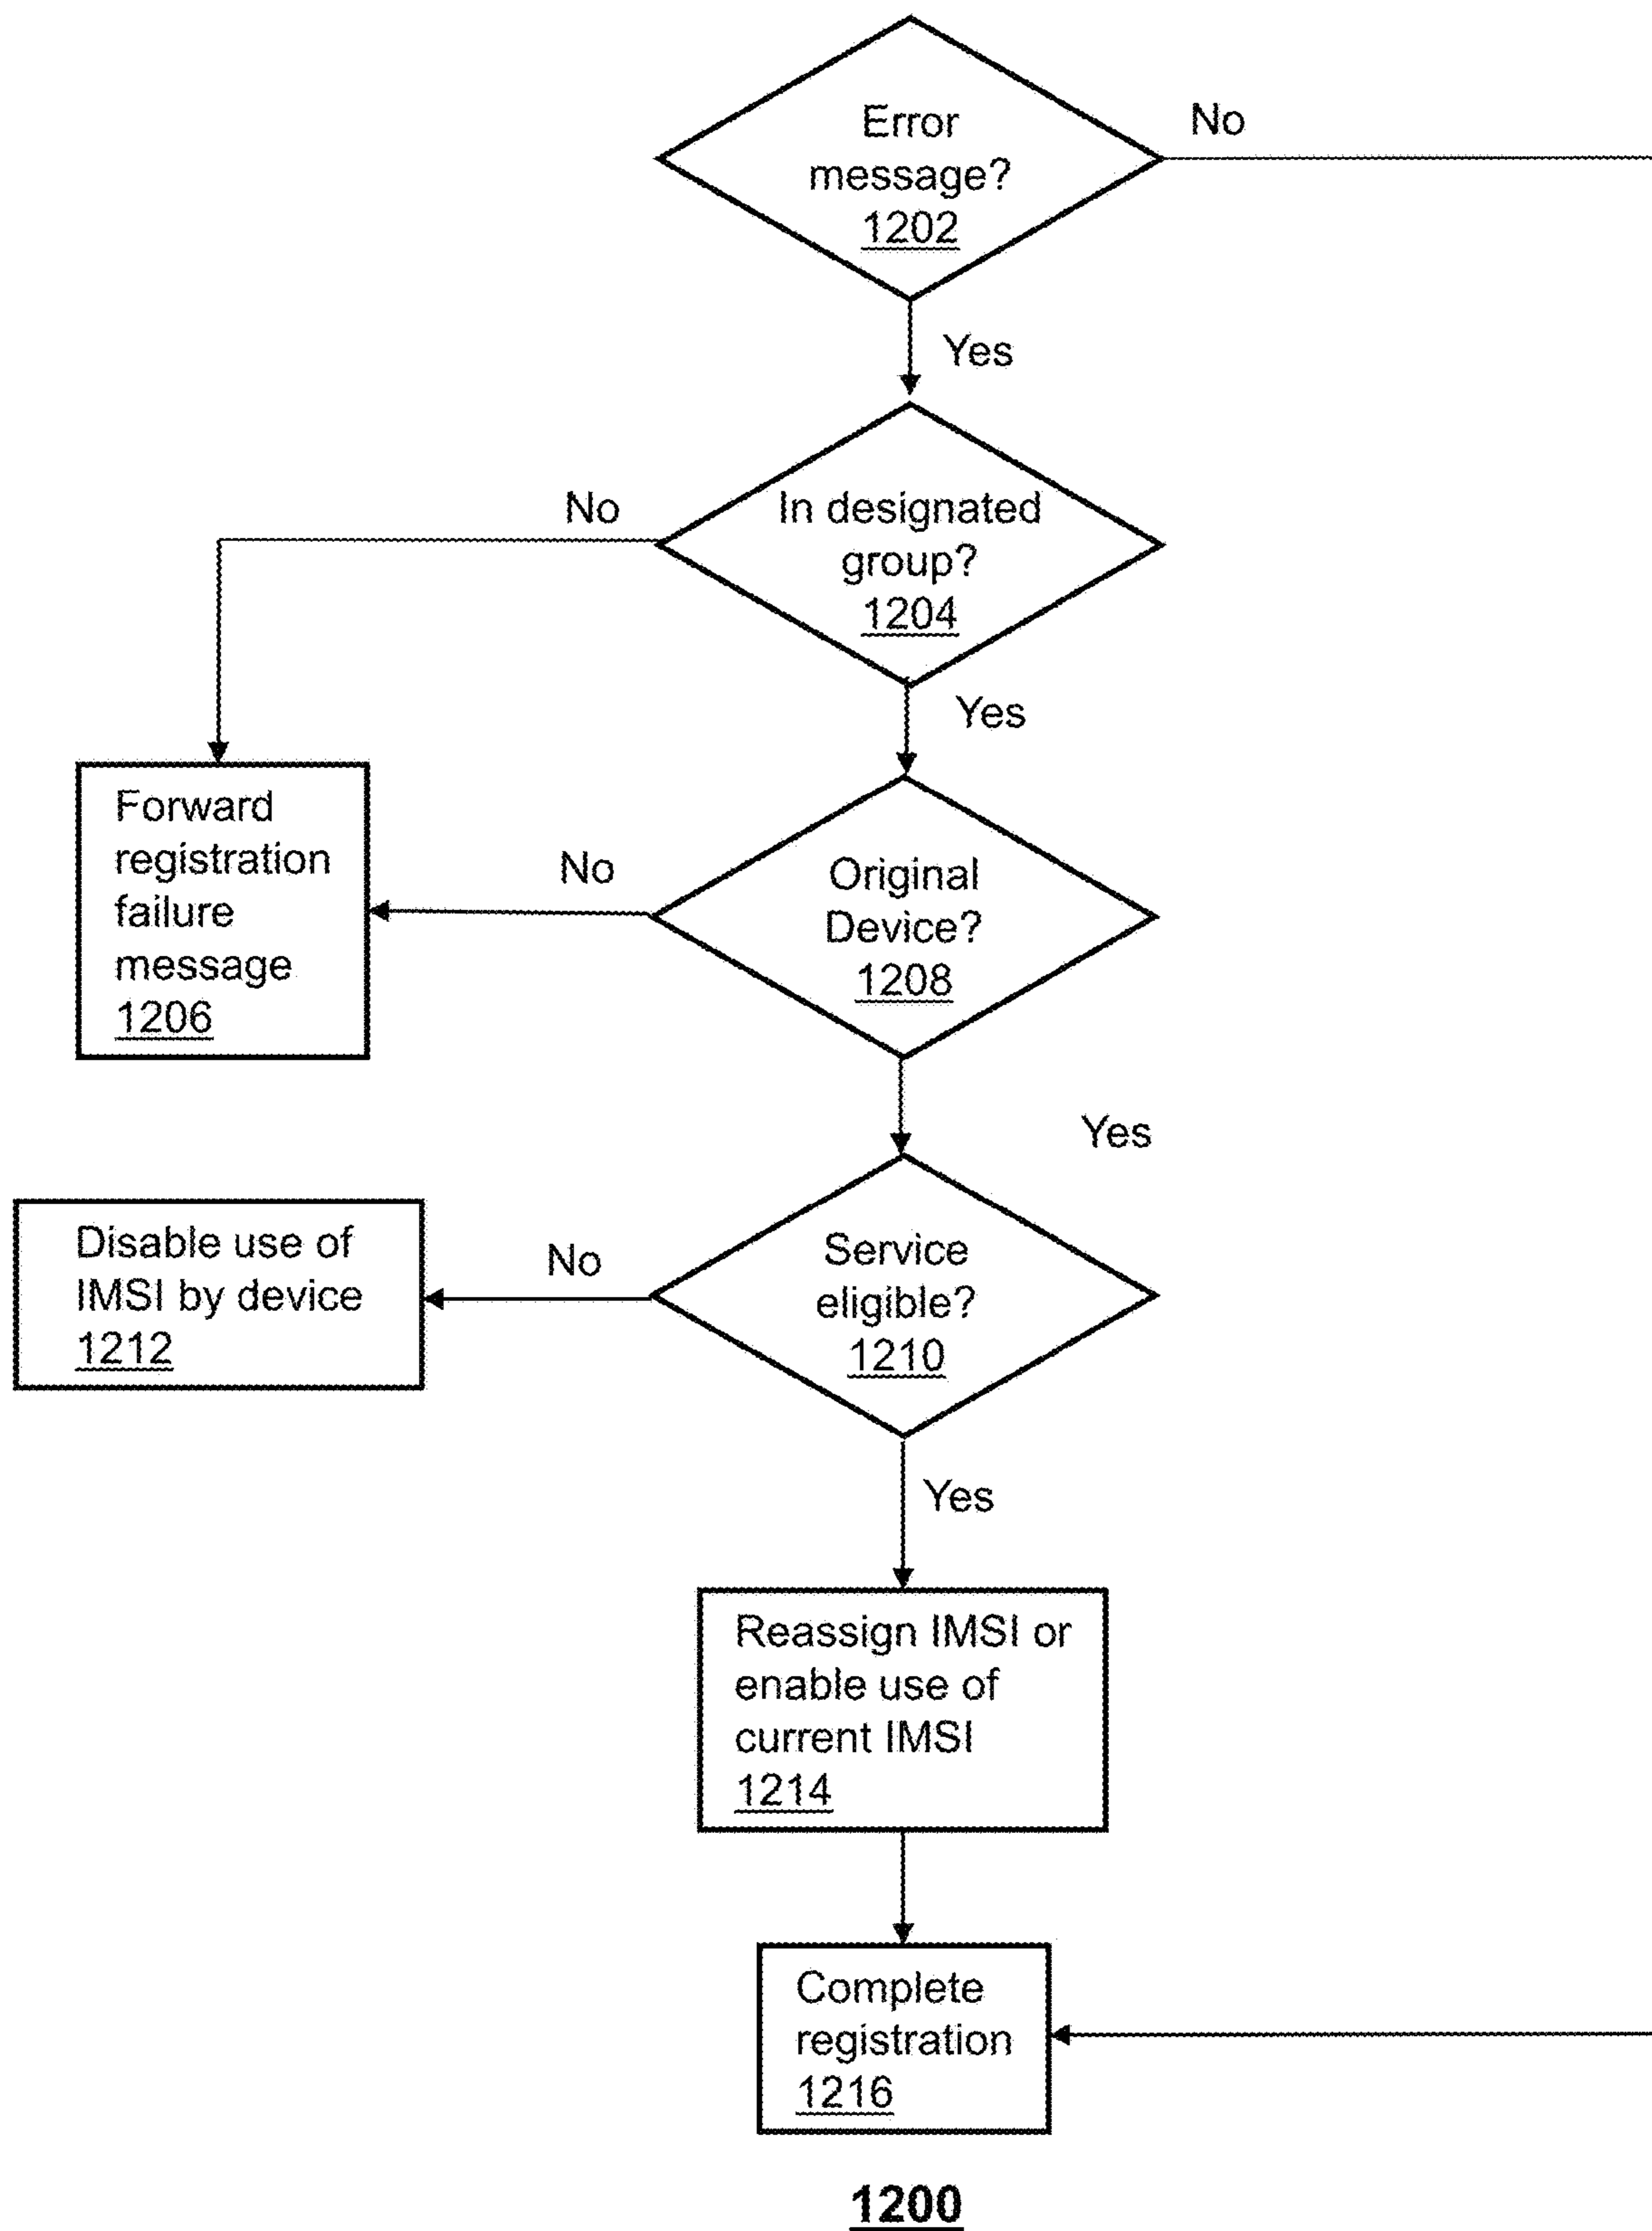 Error
message?
1202
No
Yes
In designated
group?
1204
No
Yes
Forward
registration
failure
message
1206
No
Original
Device?
1208
Yes
Disable use of
IMSI by device
1212
No
Service
eligible?
1210
Yes
Reassign IMSI or
enable use of
current IMSI
1214
Complete
registration
1216
1200